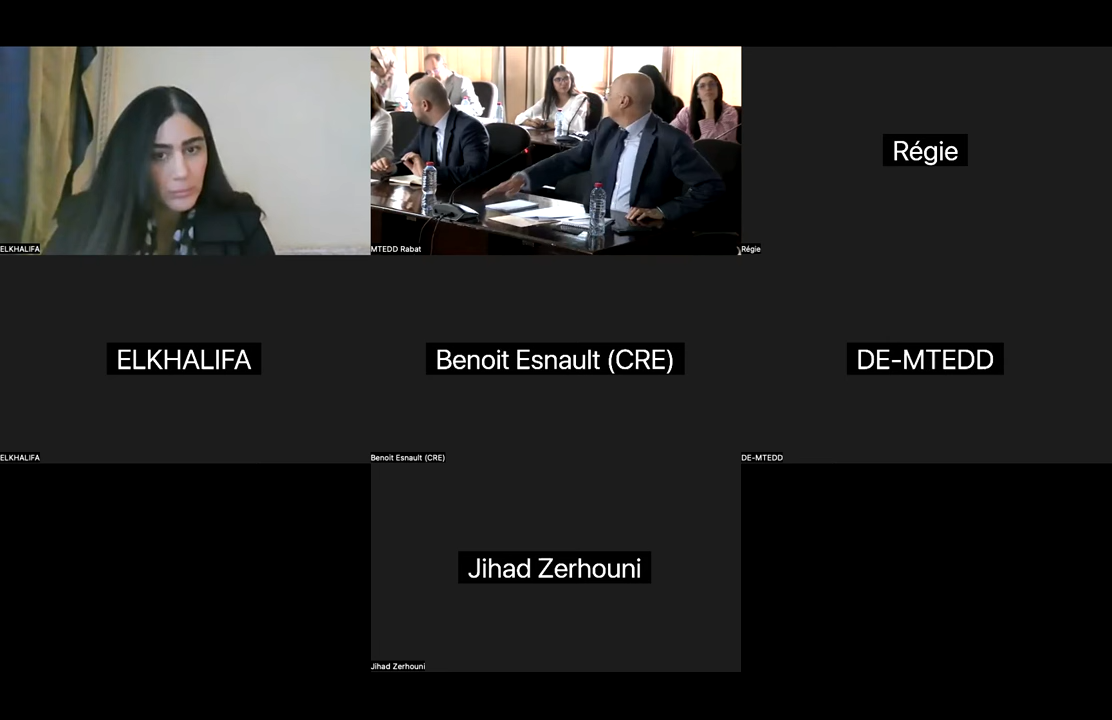 Régie
ELKHALIFA
MTEDD Rabat
Régie
ELKHALIFA
Benoit Esnault (CRE)
DE-MTEDD
ELKHALIFA
Benoit Esnault (CRE)
DE-MTEDD
Jihad Zerhouni
Jihad Zerhouni